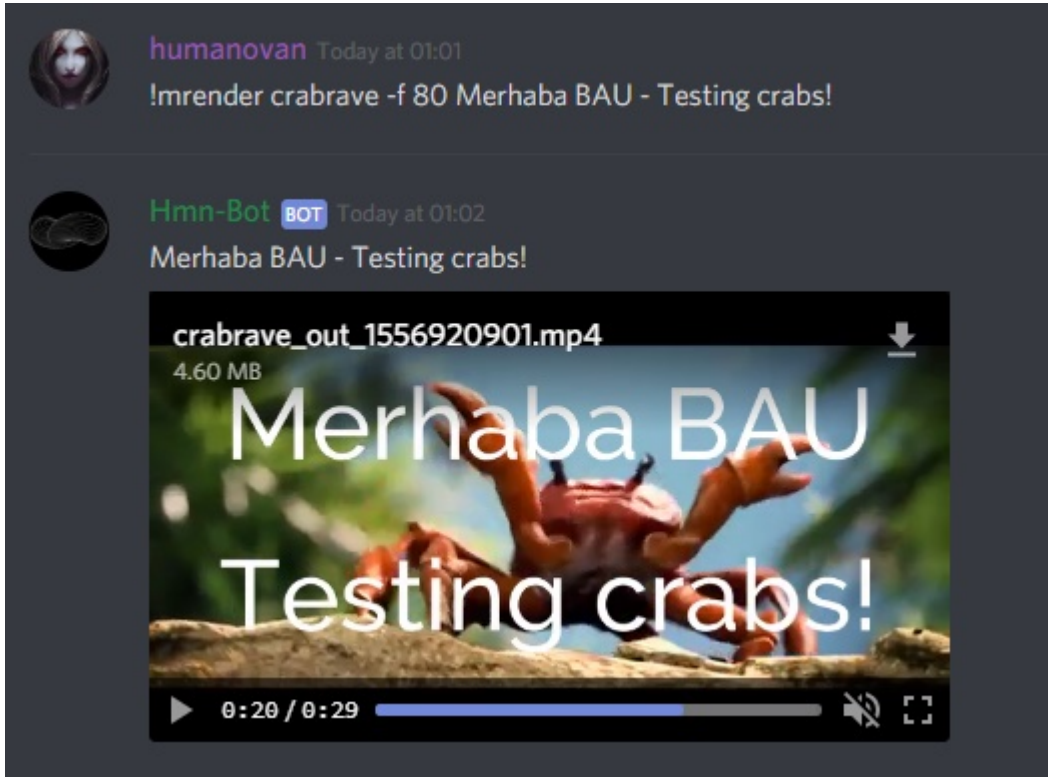 humanovan Today at 01:01
!mrender crabrave -f 80 Merhaba BAU - Testing crabs!
Hmn-Bot BOT Today at 01:02
Merhaba BAU - Testing crabs!
crabrave_out_1556920901.mp4
4.60 MB
Merhaba BAU
Testing crabs!
0:20 / 0:29